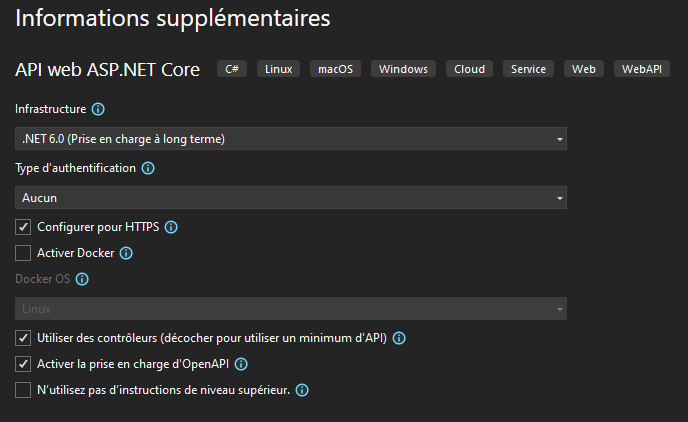 Informations supplémentaires
API web ASP.NET Core C# Linux macOS Windows Cloud Service Web WebAPI
Infrastructure
.NET 6.0 (Prise en charge à long terme)
Type d'authentification
Aucun
Configurer pour HTTPS
Activer Docker
Docker OS
Linux
Utiliser des contrôleurs (décocher pour utiliser un minimum d'API)
Activer la prise en charge d'OpenAPI
N'utilisez pas d'instructions de niveau supérieur.